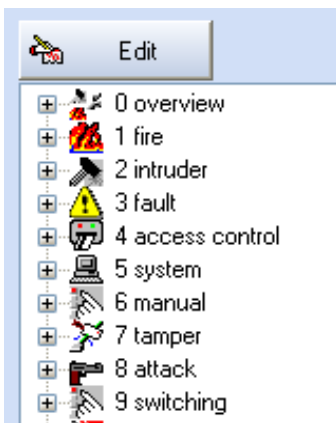 Edit
0 overview
1 fire
2 intruder
3 fault
4 access control
5 system
6 manual
7 tamper
8 attack
9 switching